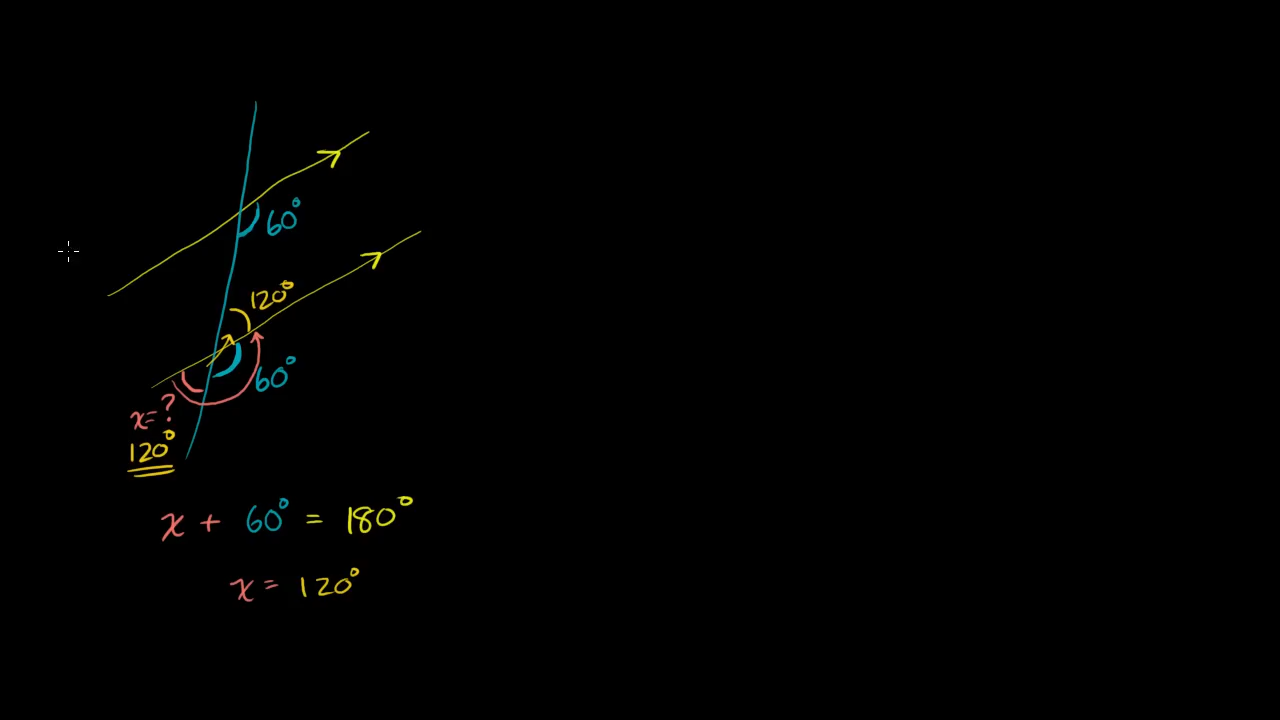 60°
120°
60°
x=?
120°
x + 60° = 180°
x = 120°